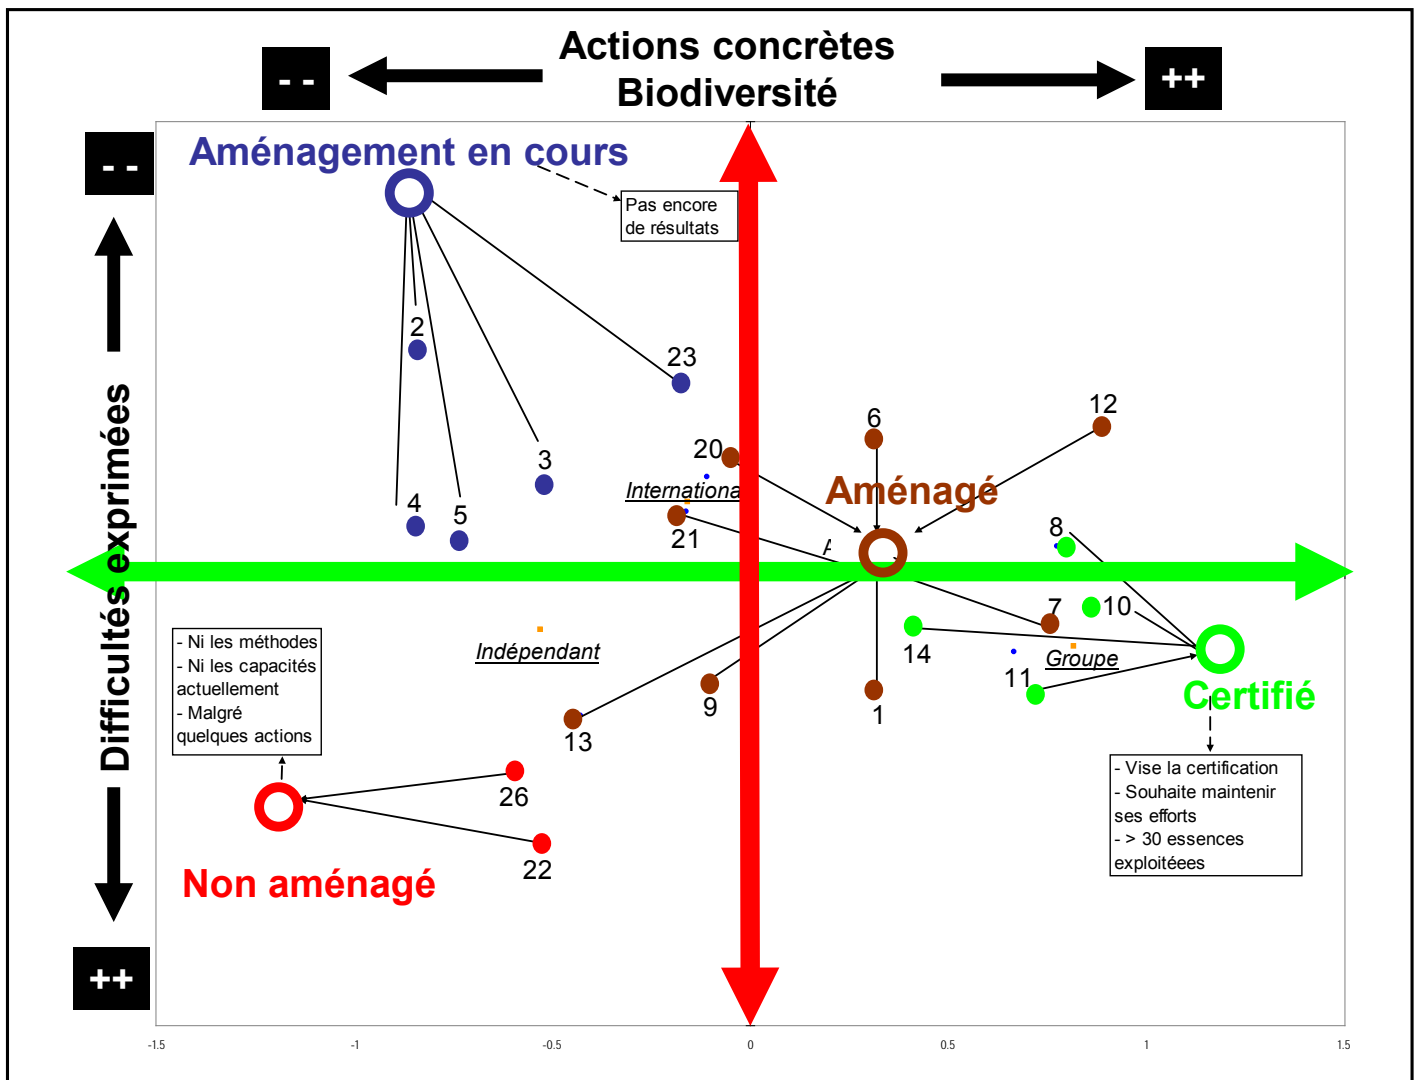 Actions concrètes
Biodiversité
- -
++
- -
Aménagement en cours
Pas encore
de résultats
2
23
12
6
20
3
Internationa
Aménagé
4
5
21
8
Difficultés exprimées
7
10
- Ni les méthodes
- Ni les capacités
actuellement
- Malgré
quelques actions
Indépendant
14
Groupe
11
Certifié
9
1
13
26
- Vise la certification
- Souhaite maintenir
ses efforts
- > 30 essences
exploitéees
22
Non aménagé
++
-1.5
-1
-0.5
0
0.5
1
1.5